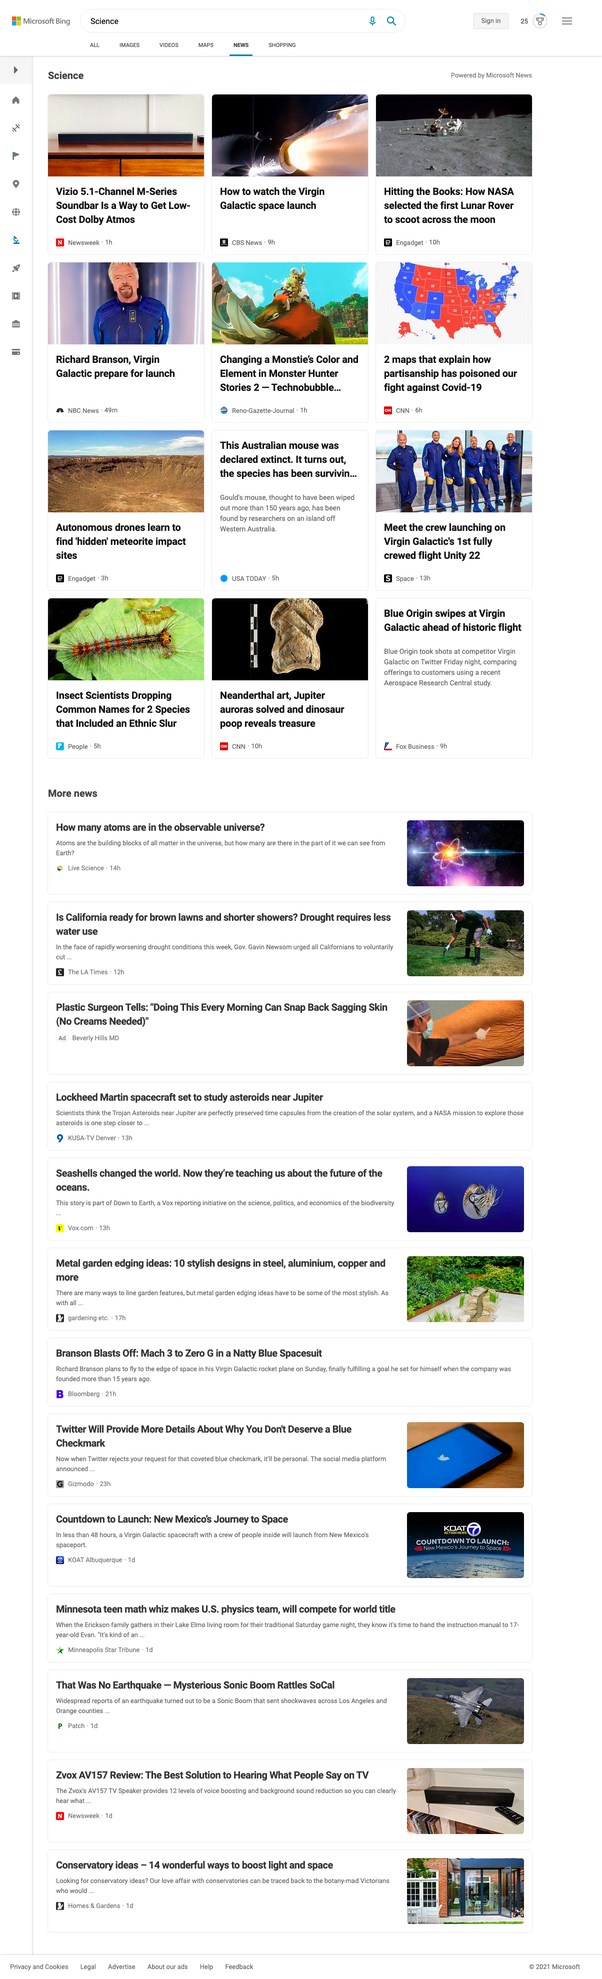 Microsoft Bing
Science
Sign in
25
ALL IMAGES VIDEOS MAPS NEWS SHOPPING
Science
Powered by Microsoft News
Vizio 5.1-Channel M-Series
Soundbar Is a Way to Get Low-
Cost Dolby Atmos
Newsweek · 1h
How to watch the Virgin
Galactic space launch
CBS News · 9h
Hitting the Books: How NASA
selected the first Lunar Rover
to scoot across the moon
Engadget · 10h
Richard Branson, Virgin
Galactic prepare for launch
NBC News · 49m
Changing a Monstie's Color and
Element in Monster Hunter
Stories 2 — Technobubble...
Reno-Gazette-Journal · 1h
2 maps that explain how
partisanship has poisoned our
fight against Covid-19
CNN · 6h
Autonomous drones learn to
find 'hidden' meteorite impact
sites
Engadget · 3h
This Australian mouse was
declared extinct. It turns out,
the species has been survivin...
Gould's mouse, thought to have been wiped
out more than 150 years ago, has been
found by researchers on an island off
Western Australia.
USA TODAY · 5h
Meet the crew launching on
Virgin Galactic's 1st fully
crewed flight Unity 22
Space · 13h
Insect Scientists Dropping
Common Names for 2 Species
that Included an Ethnic Slur
People · 5h
Neanderthal art, Jupiter
auroras solved and dinosaur
poop reveals treasure
CNN · 10h
Blue Origin swipes at Virgin
Galactic ahead of historic flight
Blue Origin took shots at competitor Virgin
Galactic on Twitter Friday night, comparing
offerings to customers using a recent
Aerospace Research Central study.
Fox Business · 9h
More news
How many atoms are in the observable universe?
Atoms are the building blocks of all matter in the universe, but how many are there in the part of it we can see from
Earth?
Live Science · 14h
Is California ready for brown lawns and shorter showers? Drought requires less
water use
In the face of rapidly worsening drought conditions this week, Gov. Gavin Newsom urged all Californians to voluntarily
cut ...
The LA Times · 12h
Plastic Surgeon Tells: "Doing This Every Morning Can Snap Back Sagging Skin
(No Creams Needed)"
Ad Beverly Hills MD
Lockheed Martin spacecraft set to study asteroids near Jupiter
Scientists think the Trojan Asteroids near Jupiter are perfectly preserved time capsules from the creation of the solar system, and a NASA mission to explore those
asteroids is one step closer to ...
KUSA-TV Denver · 13h
Seashells changed the world. Now they're teaching us about the future of the
oceans.
This story is part of Down to Earth, a Vox reporting initiative on the science, politics, and economics of the biodiversity
...
Vox.com · 13h
Metal garden edging ideas: 10 stylish designs in steel, aluminium, copper and
more
There are many ways to line garden features, but metal garden edging ideas have to be some of the most stylish. As
with all ...
gardening etc. · 17h
Branson Blasts Off: Mach 3 to Zero G in a Natty Blue Spacesuit
Richard Branson plans to fly to the edge of space in his Virgin Galactic rocket plane on Sunday, finally fulfilling a goal he set for himself when the company was
founded more than 15 years ago.
Bloomberg · 21h
Twitter Will Provide More Details About Why You Don't Deserve a Blue
Checkmark
Now when Twitter rejects your request for that coveted blue checkmark, it'll be personal. The social media platform
announced ...
Gizmodo · 23h
Countdown to Launch: New Mexico's Journey to Space
In less than 48 hours, a Virgin Galactic spacecraft with a crew of people inside will launch from New Mexico's
spaceport.
KOAT Albuquerque · 1d
KOAT 7
ACTION NEWS
COUNTDOWN TO LAUNCH:
New Mexico's Journey to Space
Minnesota teen math whiz makes U.S. physics team, will compete for world title
When the Erickson family gathers in their Lake Elmo living room for their traditional Saturday game night, they know it's time to hand the instruction manual to 17-
year-old Evan. "It's kind of an ...
Minneapolis Star Tribune · 1d
That Was No Earthquake — Mysterious Sonic Boom Rattles SoCal
Widespread reports of an earthquake turned out to be a Sonic Boom that sent shockwaves across Los Angeles and
Orange counties ...
Patch · 1d
Zvox AV157 Review: The Best Solution to Hearing What People Say on TV
The Zvox's AV157 TV Speaker provides 12 levels of voice boosting and background sound reduction so you can clearly
hear what ...
Newsweek · 1d
Conservatory ideas – 14 wonderful ways to boost light and space
Looking for conservatory ideas? Our love affair with conservatories can be traced back to the botany-mad Victorians
who would ...
Homes & Gardens · 1d
Privacy and Cookies Legal Advertise About our ads Help Feedback
© 2021 Microsoft